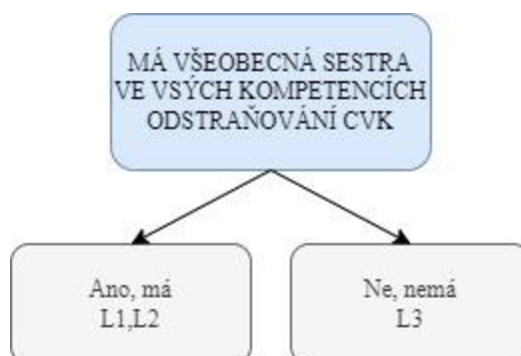 MÁ VŠEOBECNÁ SESTRA
VE VSÝCH KOMPETENCÍCH
ODSTRAŇOVÁNÍ CVK
Ano, má
L1,L2
Ne, nemá
L3